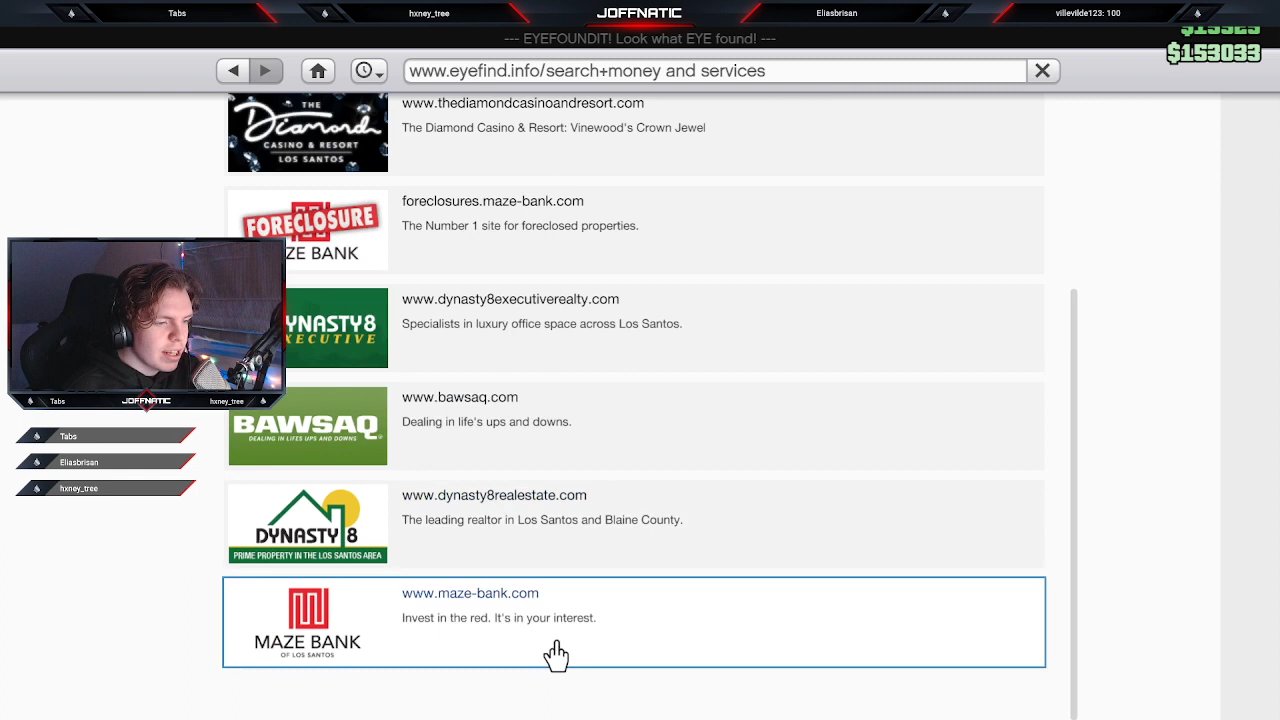 Tabs
hxney_tree
JOFFNATIC
Eliasbrisan
villevilde123: 100
--- EYEFOUNDIT! Look what EYE found! ---
$153033
www.eyefind.info/search+money and services
THE
Diamond
CASINO & RESORT
LOS SANTOS
www.thediamondcasinoandresort.com
The Diamond Casino & Resort: Vinewood's Crown Jewel
FORECLOSURE
ZE BANK
foreclosures.maze-bank.com
The Number 1 site for foreclosed properties.
YNASTY8
ECUTIVE
www.dynasty8executiverealty.com
Specialists in luxury office space across Los Santos.
Tabs
JOFFNATIC
hxney_tree
BAWSAQ
DEALING IN LIFES UPS AND DOWNS
www.bawsaq.com
Dealing in life's ups and downs.
Tabs
Eliasbrisan
hxney_tree
DYNASTY 8
PRIME PROPERTY IN THE LOS SANTOS AREA
www.dynasty8realestate.com
The leading realtor in Los Santos and Blaine County.
MAZE BANK
OF LOS SANTOS
www.maze-bank.com
Invest in the red. It's in your interest.